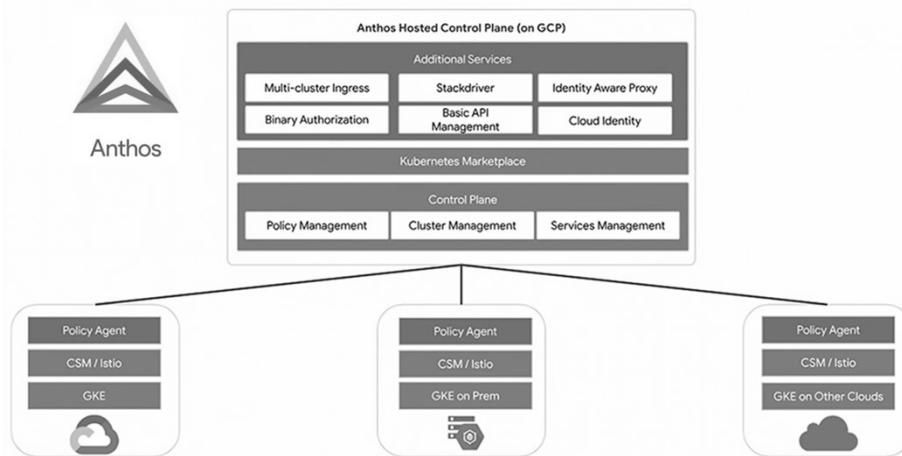 Anthos
Anthos Hosted Control Plane (on GCP)
Additional Services
Multi-cluster Ingress
Stackdriver
Identity Aware Proxy
Binary Authorization
Basic API
Management
Cloud Identity
Kubernetes Marketplace
Control Plane
Policy Management
Cluster Management
Services Management
Policy Agent
CSM / Istio
GKE
Policy Agent
CSM / Istio
GKE on Prem
Policy Agent
CSM / Istio
GKE on Other Clouds